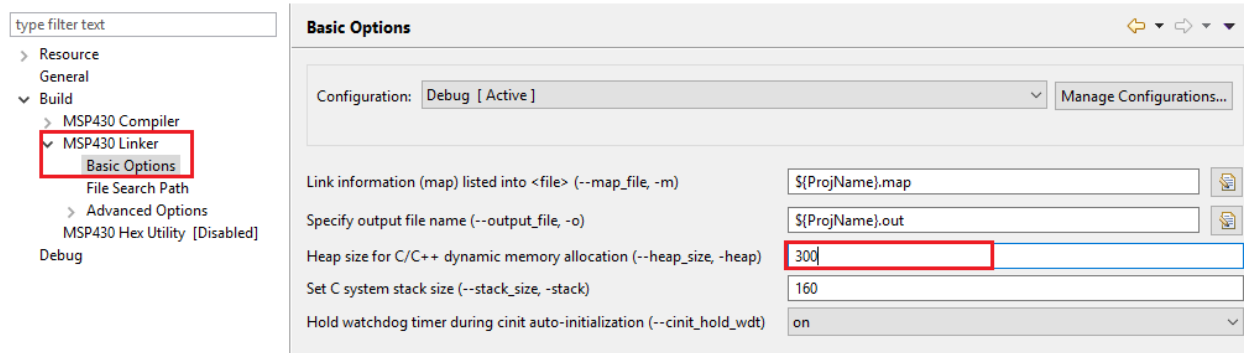 type filter text
Resource
General
Build
MSP430 Compiler
MSP430 Linker
Basic Options
File Search Path
Advanced Options
MSP430 Hex Utility [Disabled]
Debug
Basic Options
Configuration: Debug [ Active ] Manage Configurations...
Link information (map) listed into <file> (--map_file, -m) ${ProjName}.map
Specify output file name (--output_file, -o) ${ProjName}.out
Heap size for C/C++ dynamic memory allocation (--heap_size, -heap) 300
Set C system stack size (--stack_size, -stack) 160
Hold watchdog timer during cinit auto-initialization (--cinit_hold_wdt) on